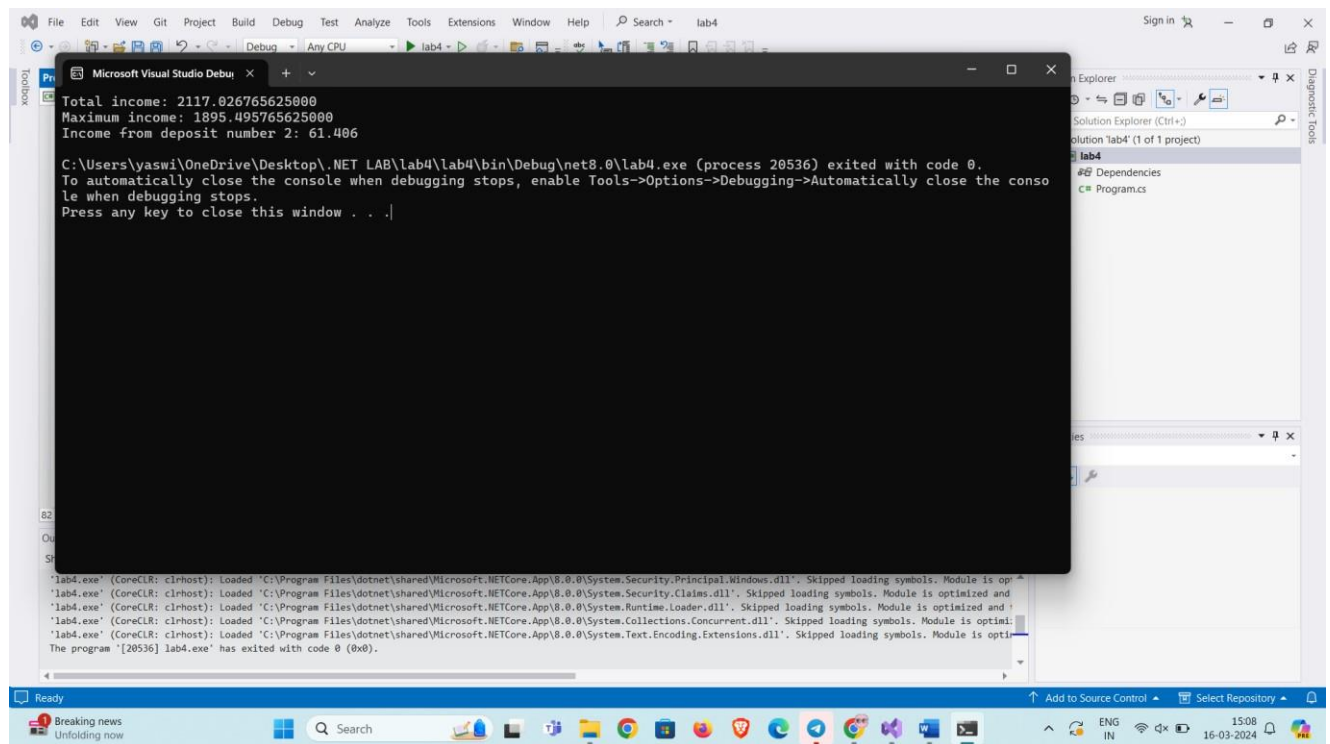 File Edit View Git Project Build Debug Test Analyze Tools Extensions Window Help Search lab4 Sign in
Debug Any CPU lab4
Toolbox
Microsoft Visual Studio Debug
Total income: 2117.026765625000
Maximum income: 1895.495765625000
Income from deposit number 2: 61.406
C:\Users\yaswi\OneDrive\Desktop\.NET LAB\lab4\lab4\bin\Debug\net8.0\lab4.exe (process 20536) exited with code 0.
To automatically close the console when debugging stops, enable Tools->Options->Debugging->Automatically close the conso
le when debugging stops.
Press any key to close this window . . .
n Explorer
Solution Explorer (Ctrl+;)
olution 'lab4' (1 of 1 project)
lab4
Dependencies
C# Program.cs
Diagnostic Tools
ies
82
Ou
'lab4.exe' (CoreCLR: clrhost): Loaded 'C:\Program Files\dotnet\shared\Microsoft.NETCore.App\8.0.0\System.Security.Principal.Windows.dll'. Skipped loading symbols. Module is op
'lab4.exe' (CoreCLR: clrhost): Loaded 'C:\Program Files\dotnet\shared\Microsoft.NETCore.App\8.0.0\System.Security.Claims.dll'. Skipped loading symbols. Module is optimized and
'lab4.exe' (CoreCLR: clrhost): Loaded 'C:\Program Files\dotnet\shared\Microsoft.NETCore.App\8.0.0\System.Runtime.Loader.dll'. Skipped loading symbols. Module is optimized and
'lab4.exe' (CoreCLR: clrhost): Loaded 'C:\Program Files\dotnet\shared\Microsoft.NETCore.App\8.0.0\System.Collections.Concurrent.dll'. Skipped loading symbols. Module is optimi
'lab4.exe' (CoreCLR: clrhost): Loaded 'C:\Program Files\dotnet\shared\Microsoft.NETCore.App\8.0.0\System.Text.Encoding.Extensions.dll'. Skipped loading symbols. Module is opti
The program '[20536] lab4.exe' has exited with code 0 (0x0).
Ready Add to Source Control Select Repository
Breaking news
Unfolding now
Search
ENG
IN
15:08
16-03-2024